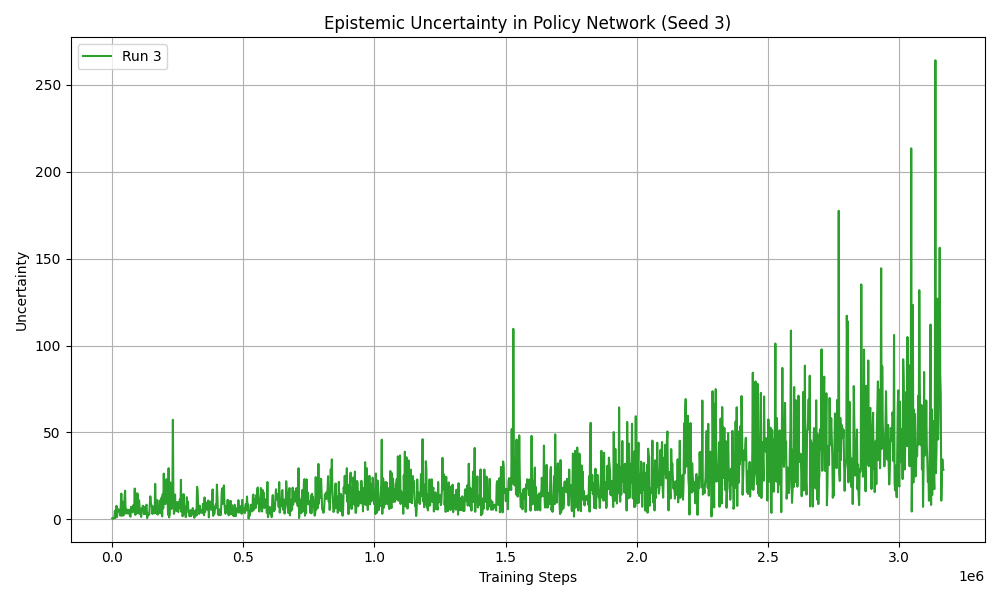 Epistemic Uncertainty in Policy Network (Seed 3)
Run 3
250
200
150
100
50
0
Uncertainty
0.0 0.5 1.0 1.5 2.0 2.5 3.0
1e6
Training Steps